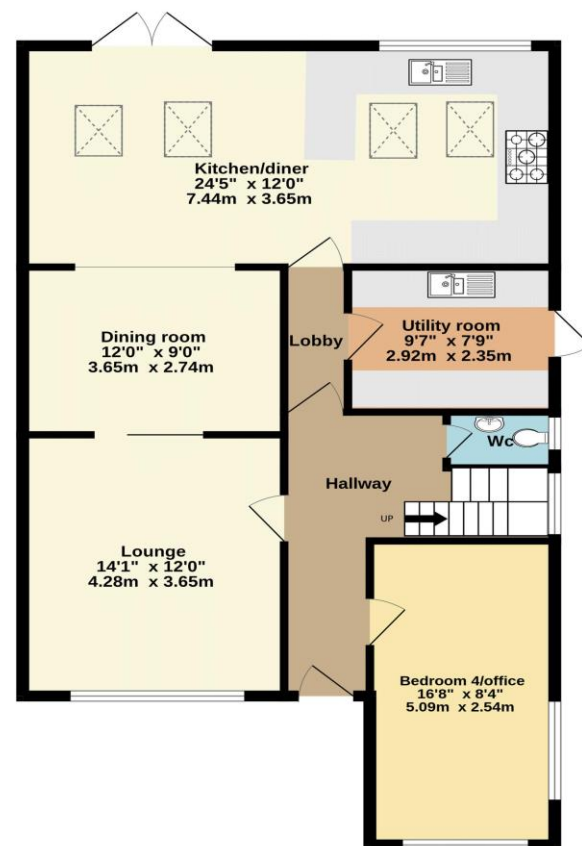 Kitchen/diner
24'5" x 12'0"
7.44m x 3.65m
Dining room
12'0" x 9'0"
3.65m x 2.74m
Lobby
Utility room
9'7" x 7'9"
2.92m x 2.35m
Wc
Hallway
UP
Lounge
14'1" x 12'0"
4.28m x 3.65m
Bedroom 4/office
16'8" x 8'4"
5.09m x 2.54m